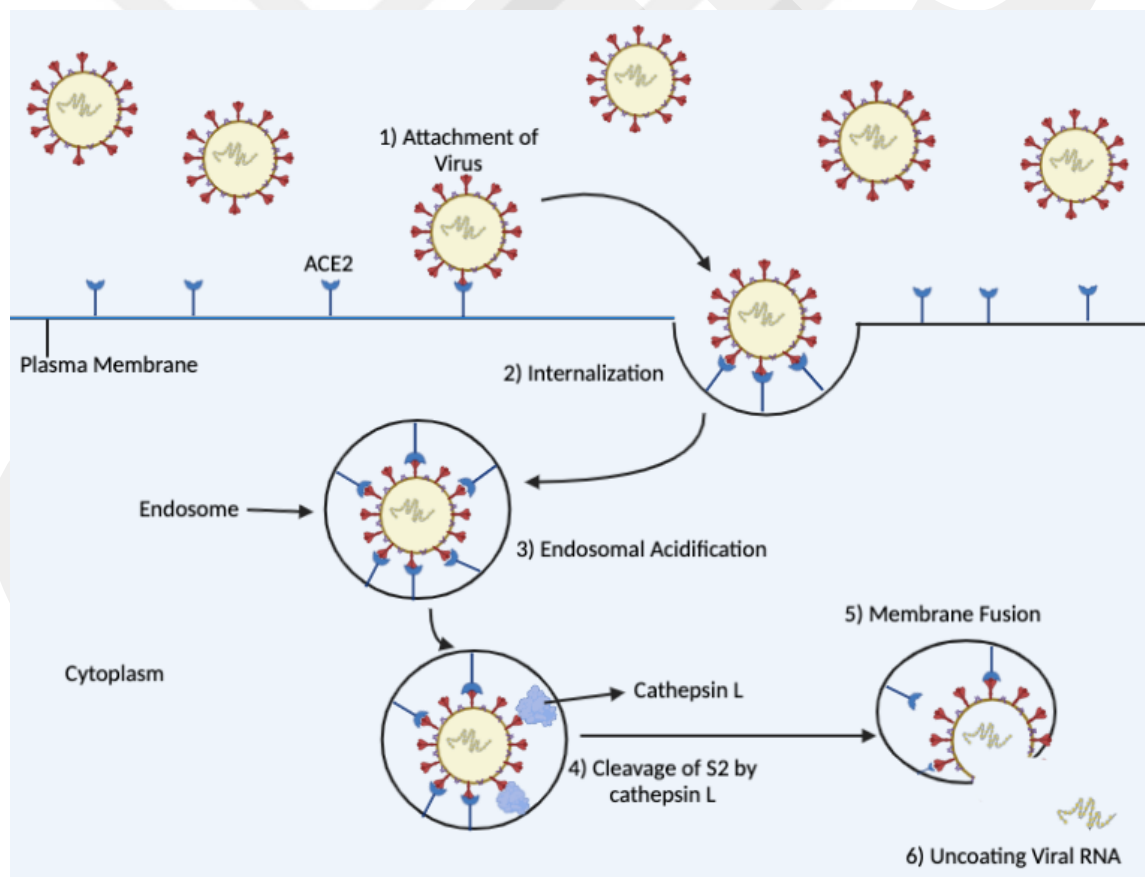 1) Attachment of
Virus
ACE2
Plasma Membrane
2) Internalization
Endosome
3) Endosomal Acidification
5) Membrane Fusion
Cytoplasm
Cathepsin L
4) Cleavage of S2 by
cathepsin L
6) Uncoating Viral RNA